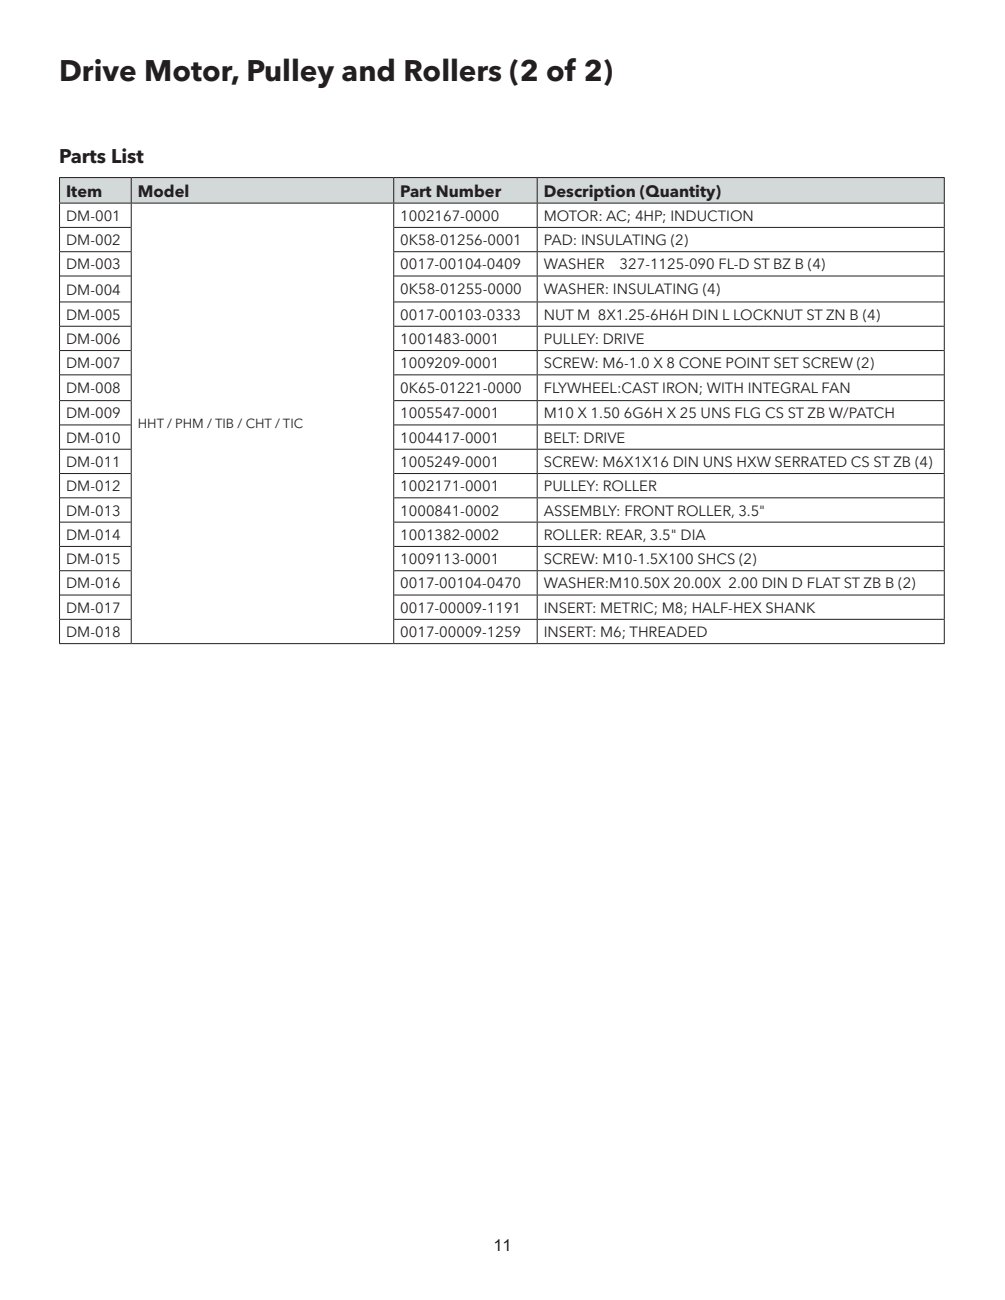 Drive Motor, Pulley and Rollers (2 of 2)
Parts List
Item Model Part Number Description (Quantity)
DM-001 1002167-0000 MOTOR: AC; 4HP; INDUCTION
DM-002 0K58-01256-0001 PAD: INSULATING (2)
DM-003 0017-00104-0409 WASHER 327-1125-090 FL-D ST BZ B (4)
DM-004 0K58-01255-0000 WASHER: INSULATING (4)
DM-005 0017-00103-0333 NUT M 8X1.25-6H6H DIN L LOCKNUT ST ZN B (4)
DM-006 1001483-0001 PULLEY: DRIVE
DM-007 1009209-0001 SCREW: M6-1.0 X 8 CONE POINT SET SCREW (2)
DM-008 0K65-01221-0000 FLYWHEEL:CAST IRON; WITH INTEGRAL FAN
DM-009 1005547-0001 M10 X 1.50 6G6H X 25 UNS FLG CS ST ZB W/PATCH
HHT / PHM / TIB / CHT / TIC
DM-010 1004417-0001 BELT: DRIVE
DM-011 1005249-0001 SCREW: M6X1X16 DIN UNS HXW SERRATED CS ST ZB (4)
DM-012 1002171-0001 PULLEY: ROLLER
DM-013 1000841-0002 ASSEMBLY: FRONT ROLLER, 3.5"
DM-014 1001382-0002 ROLLER: REAR, 3.5" DIA
DM-015 1009113-0001 SCREW: M10-1.5X100 SHCS (2)
DM-016 0017-00104-0470 WASHER:M10.50X 20.00X 2.00 DIN D FLAT ST ZB B (2)
DM-017 0017-00009-1191 INSERT: METRIC; M8; HALF-HEX SHANK
DM-018 0017-00009-1259 INSERT: M6; THREADED
11